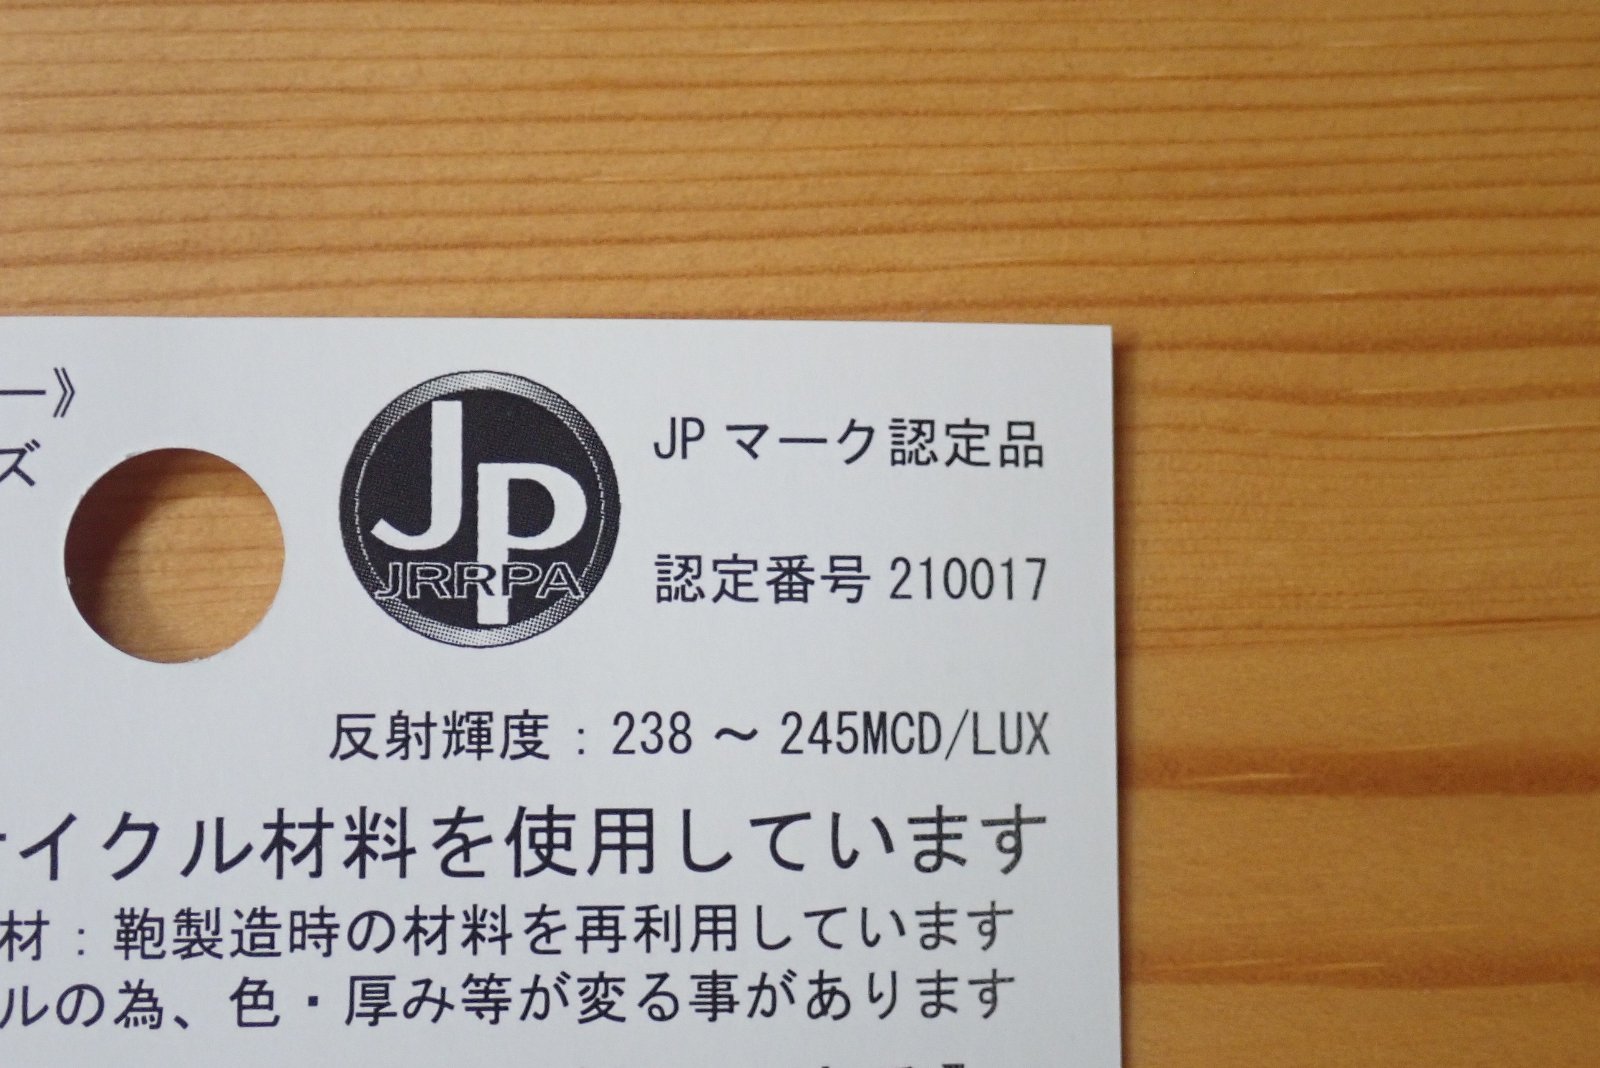 ー》
ズ
JP
JRRPA
JP マーク認定品
認定番号 210017
反射輝度：238 ～ 245MCD/LUX
イクル材料を使用しています
材：鞄製造時の材料を再利用しています
ルの為、色・厚み等が変る事があります